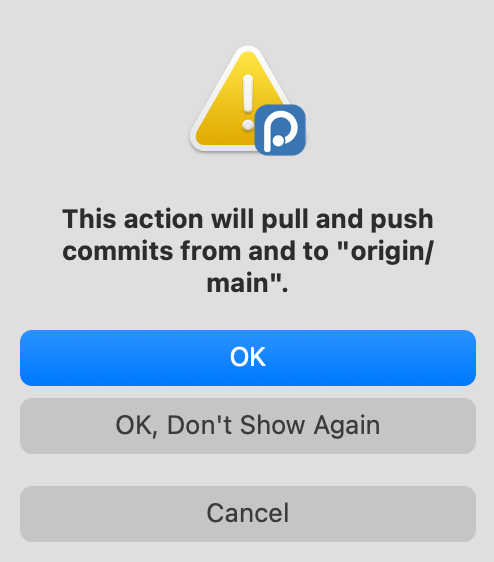 This action will pull and push
commits from and to "origin/
main".
OK
OK, Don't Show Again
Cancel